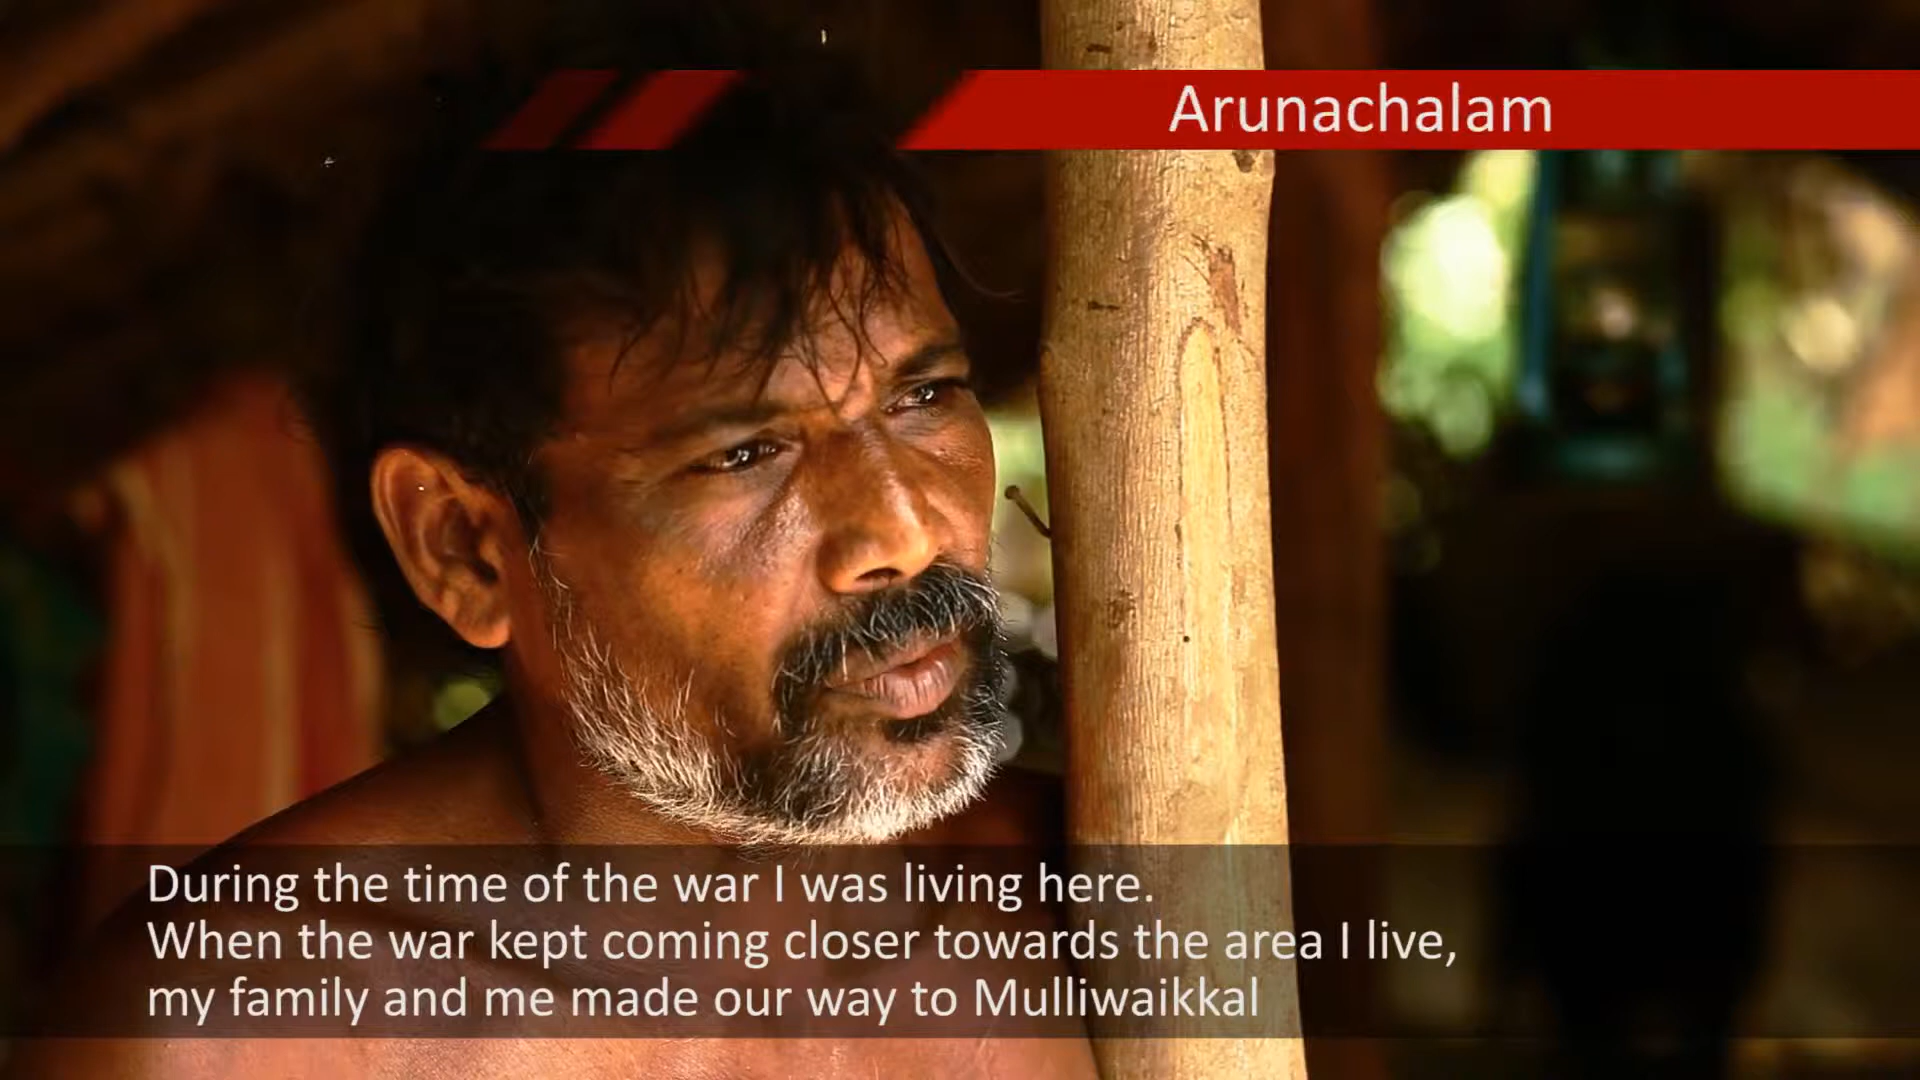 Arunachalam
During the time of the war I was living here.
When the war kept coming closer towards the area I live,
my family and me made our way to Mulliwaikkal